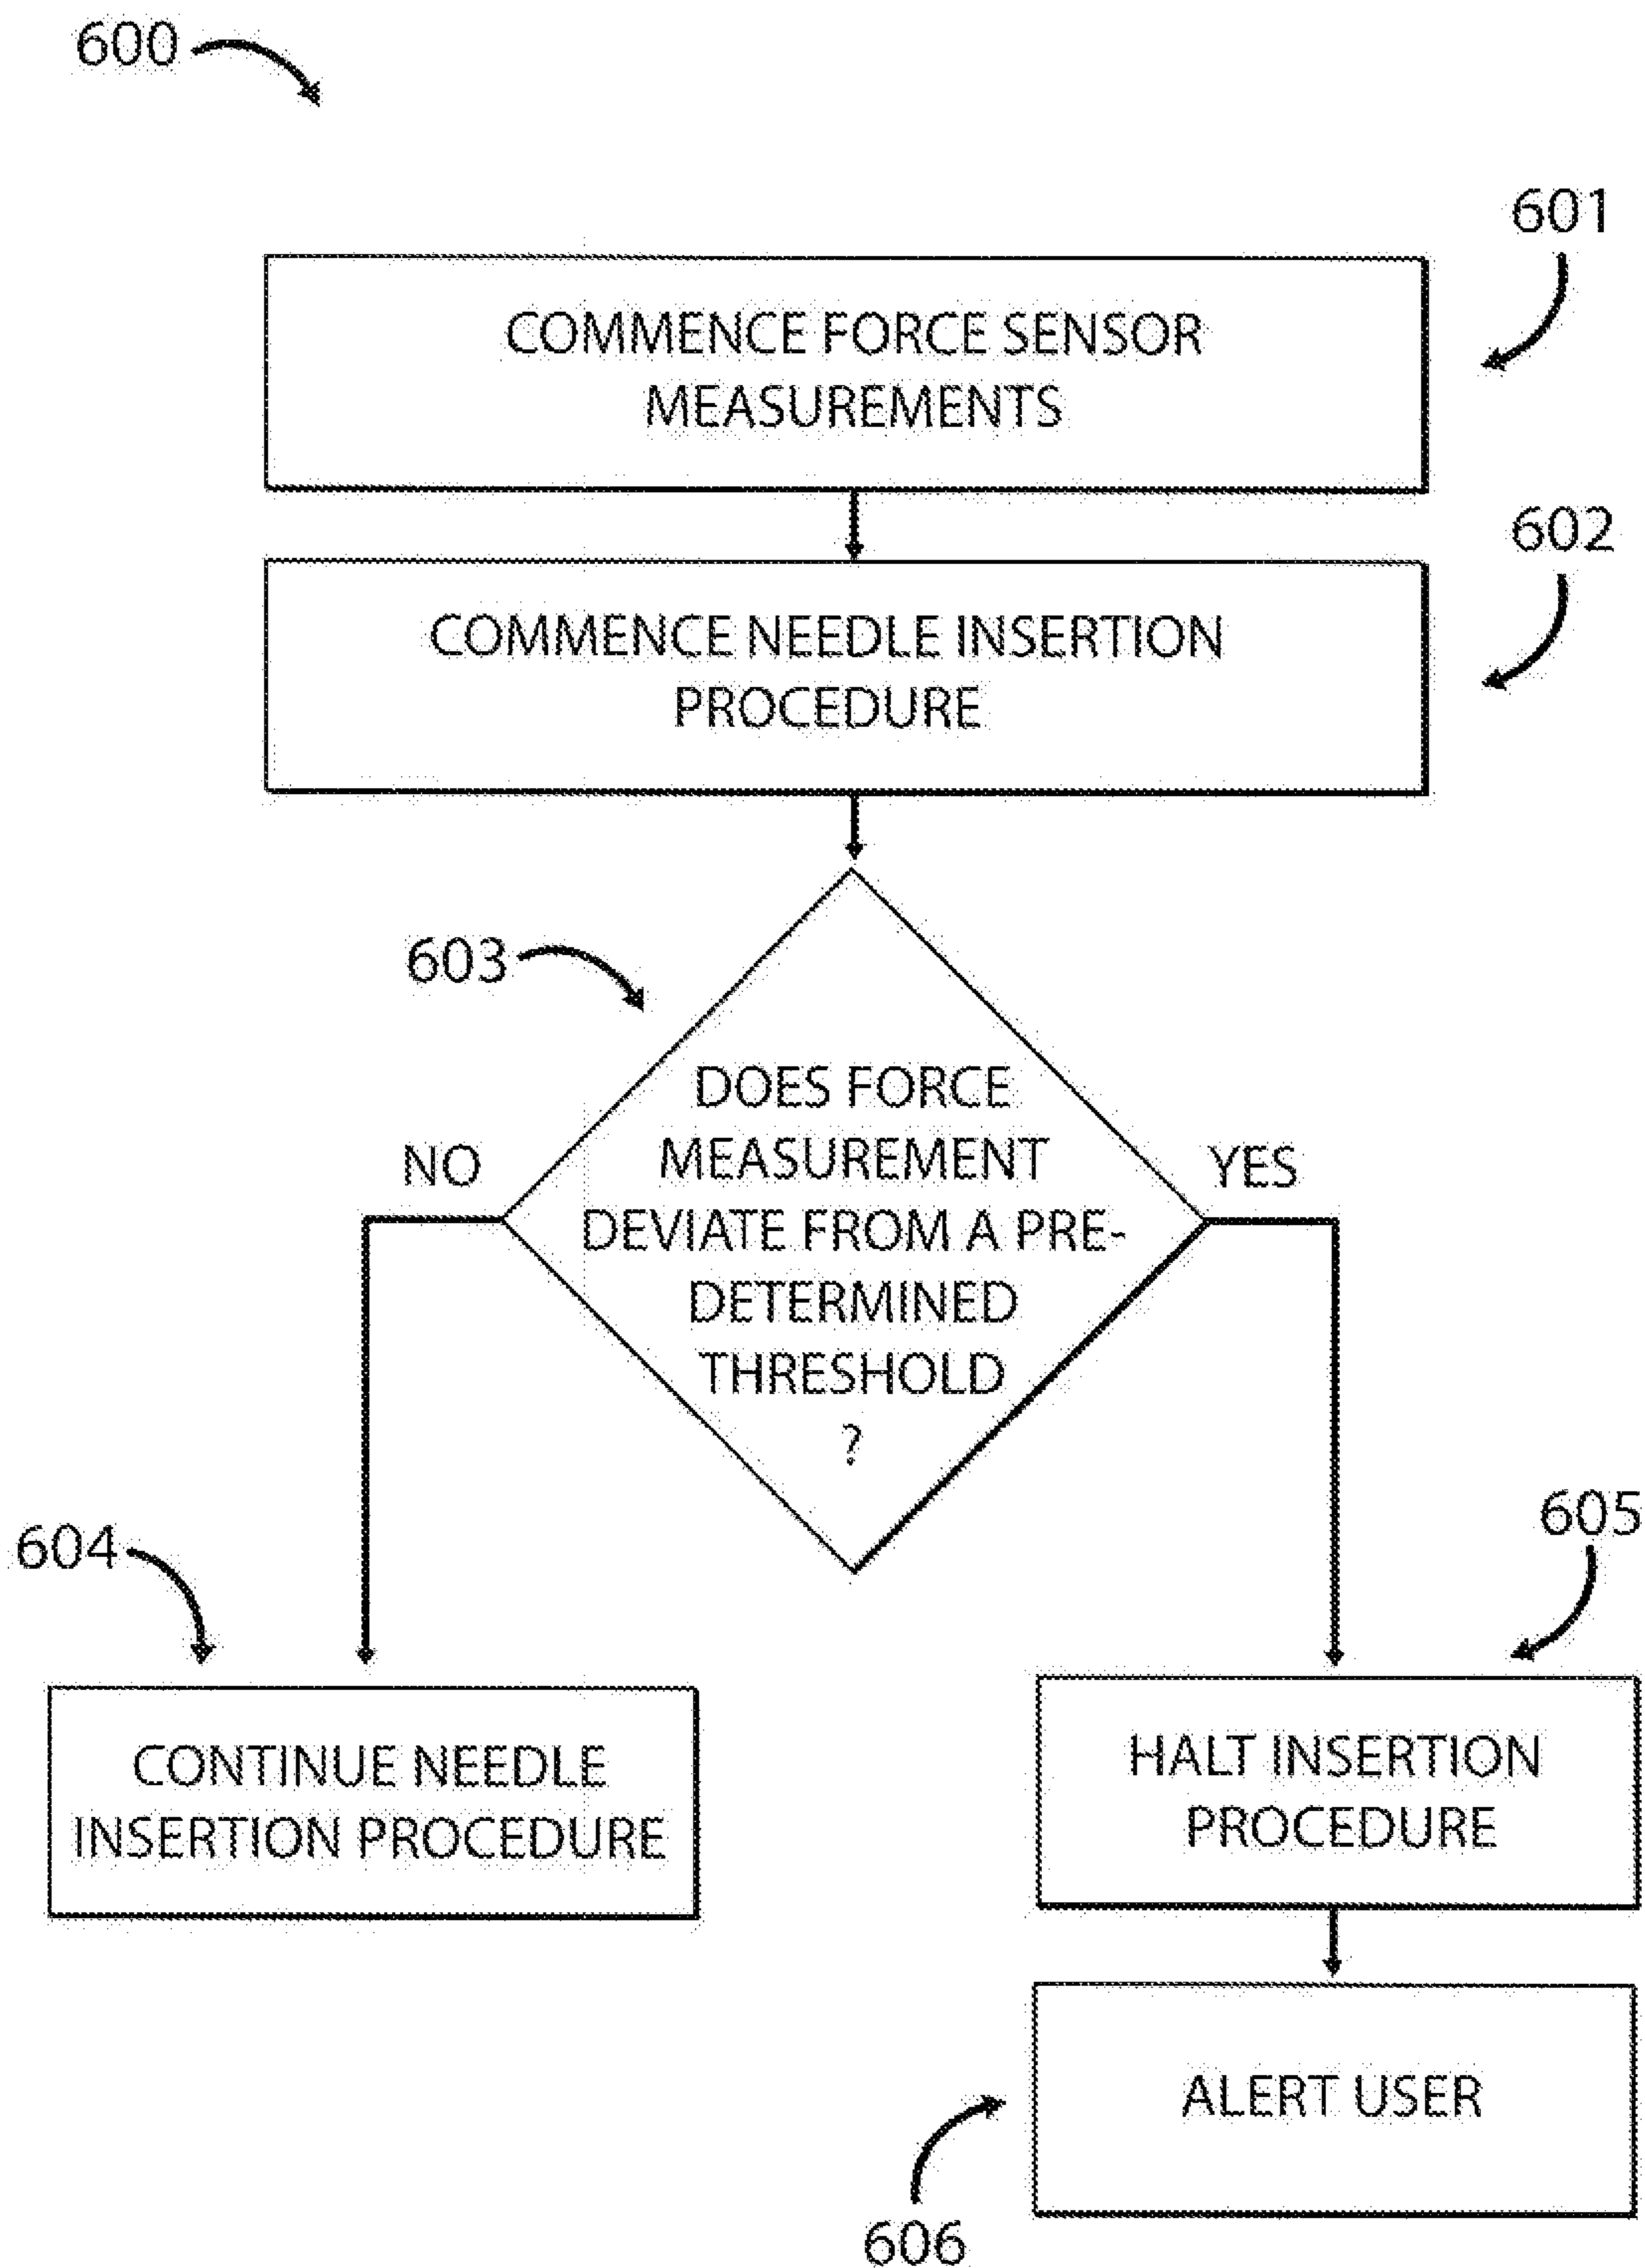 600
601
COMMENCE FORCE SENSOR
MEASUREMENTS
602
COMMENCE NEEDLE INSERTION
PROCEDURE
603
DOES FORCE
MEASUREMENT
DEVIATE FROM A PRE-
DETERMINED
THRESHOLD
?
NO
YES
604
CONTINUE NEEDLE
INSERTION PROCEDURE
605
HALT INSERTION
PROCEDURE
ALERT USER
606